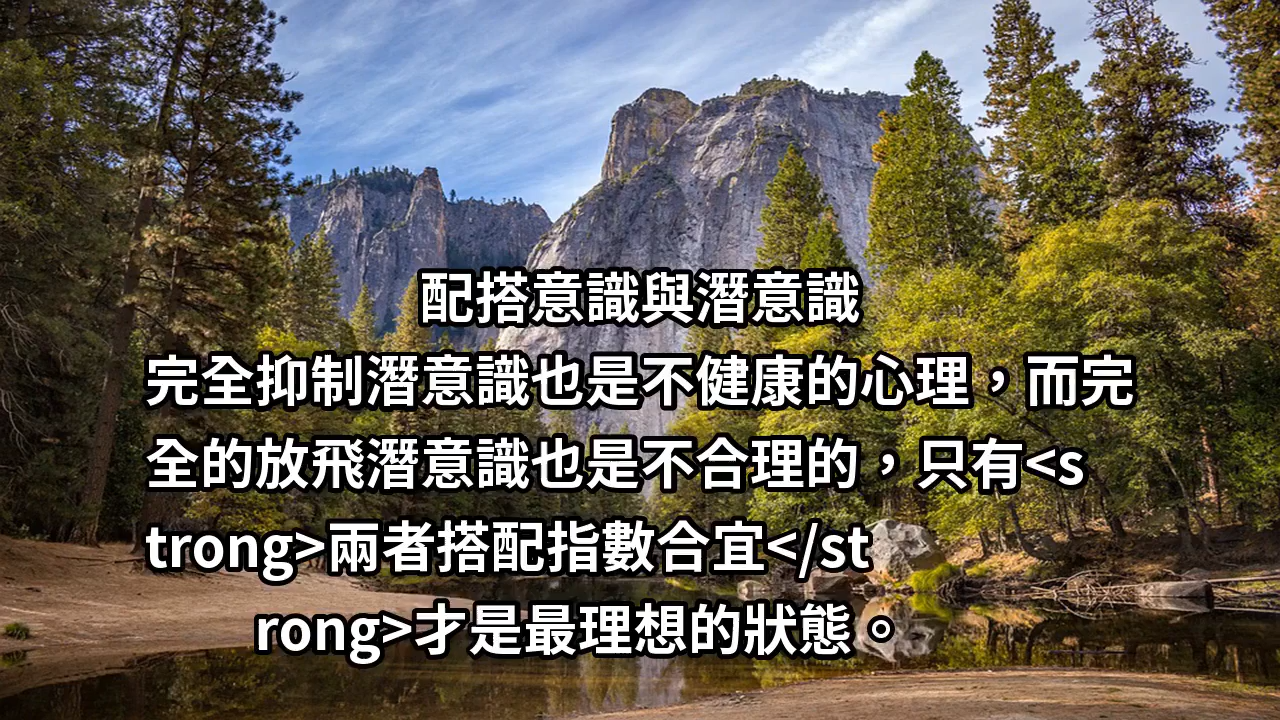 配搭意識與潛意識
完全抑制潛意識也是不健康的心理，而完
全的放飛潛意識也是不合理的，只有<s
trong>兩者搭配指數合宜</st
rong>才是最理想的狀態。